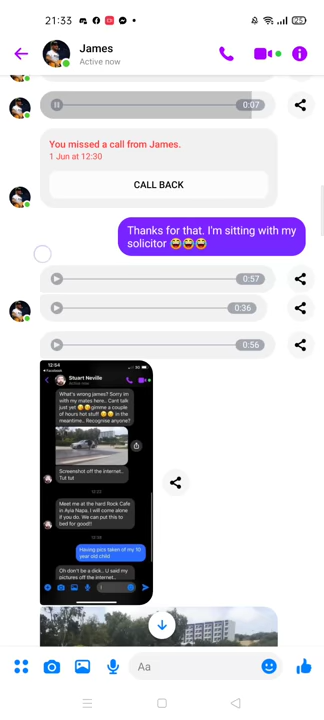 21:33
25
James
Active now
0:07
You missed a call from James.
1 Jun at 12:30
CALL BACK
Thanks for that. I'm sitting with my
solicitor 😂😂😂
0:57
0:36
0:56
12:54
Facebook
Stuart Neville
Active now
What's wrong james? Sorry im
with my mates here.. Cant talk
just yet 😉😉gimme a couple
of hours hot stuff 😉😉 in the
meantime.. Recognise anyone?
Screenshot off the internet..
Tut tut
Meet me at the hard Rock Cafe
in Ayia Napa. I will come alone
if you do. We can put this to
bed for good!!
Having pics taken of my 10
year old child
Oh don't be a dick.. U said my
pictures off the internet..
Aa